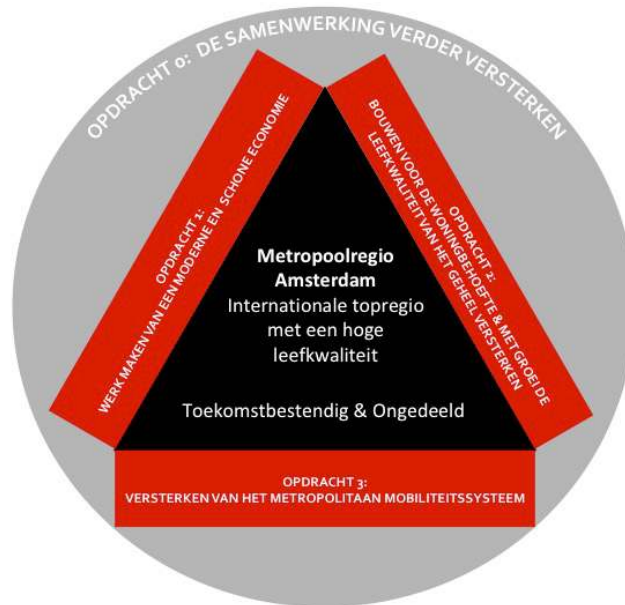 OPDRACHT 0: DE SAMENWERKING VERDER VERSTERKEN
OPDRACHT 1:
WERK MAKEN VAN EEN MODERNE EN SCHONE ECONOMIE
OPDRACHT 2:
BOUWEN VOOR DE WONINGBEHOEFTE & MET GROEI DE
LEEFKWALITEIT VAN HET GEHEEL VERSTERKEN
Metropoolregio
Amsterdam
Internationale topregio
met een hoge
leefkwaliteit
Toekomstbestendig & Ongedeeld
OPDRACHT 3:
VERSTERKEN VAN HET METROPOLITAAN MOBILITEITSSYSTEEM